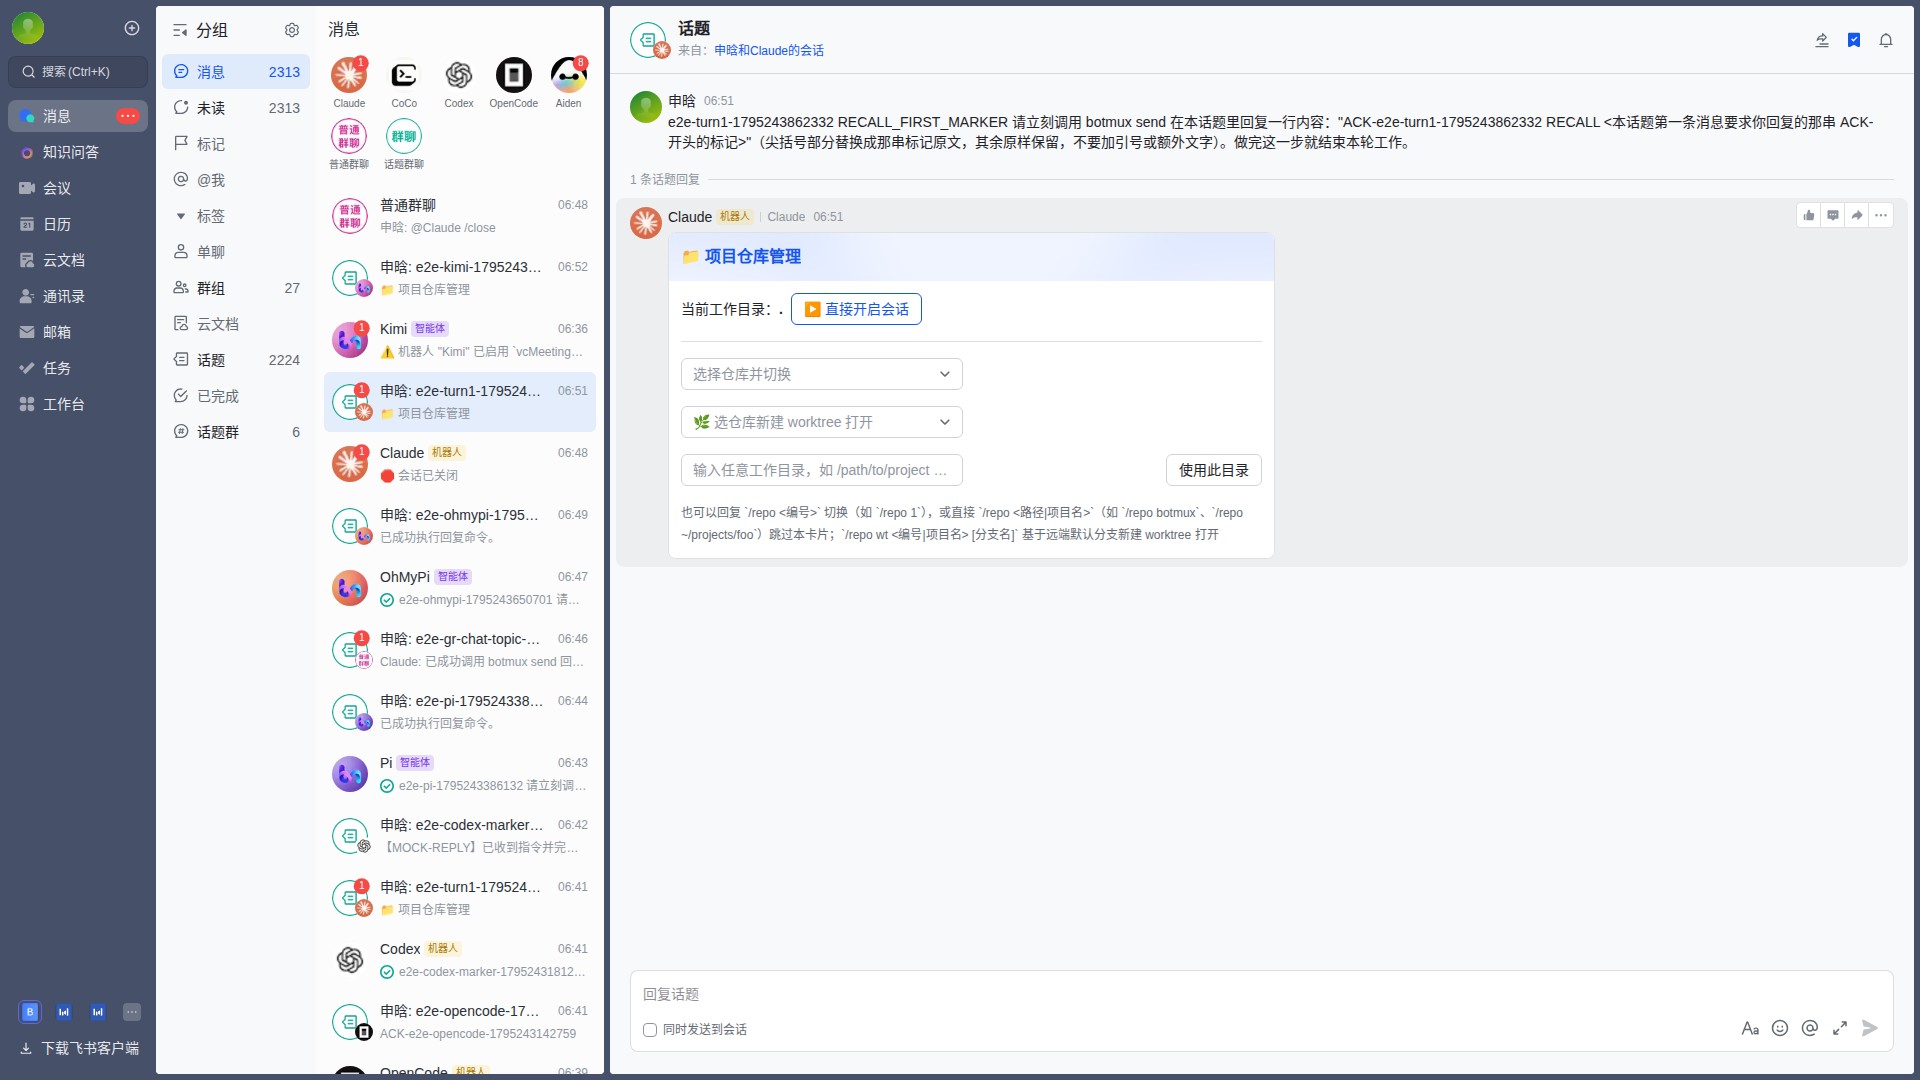 搜索 (Ctrl+K)
消息
知识问答
会议
日历
云文档
通讯录
邮箱
任务
工作台
下载飞书客户端
分组
消息 2313
未读 2313
标记
@我
标签
单聊
群组 27
云文档
话题 2224
已完成
话题群 6
消息
1
8
Claude CoCo Codex OpenCode Aiden
普通群聊
群聊
普通群聊 话题群聊
普通群聊 06:48
申晗: @Claude /close
申晗: e2e-kimi-1795243... 06:52
项目仓库管理
Kimi 智能体 06:36
机器人 "Kimi" 已启用 `vcMeeting...
申晗: e2e-turn1-179524... 06:51
项目仓库管理
Claude 机器人 06:48
会话已关闭
申晗: e2e-ohmypi-1795... 06:49
已成功执行回复命令。
OhMyPi 智能体 06:47
e2e-ohmypi-1795243650701 请...
申晗: e2e-gr-chat-topic-... 06:46
Claude: 已成功调用 botmux send 回...
申晗: e2e-pi-179524338... 06:44
已成功执行回复命令。
Pi 智能体 06:43
e2e-pi-1795243386132 请立刻调...
申晗: e2e-codex-marker... 06:42
【MOCK-REPLY】已收到指令并完...
申晗: e2e-turn1-179524... 06:41
项目仓库管理
Codex 机器人 06:41
e2e-codex-marker-17952431812...
申晗: e2e-opencode-17... 06:41
ACK-e2e-opencode-1795243142759
OpenCode 机器人 06:39
话题
来自：申晗和Claude的会话
申晗 06:51
e2e-turn1-1795243862332 RECALL_FIRST_MARKER 请立刻调用 botmux send 在本话题里回复一行内容："ACK-e2e-turn1-1795243862332 RECALL <本话题第一条消息要求你回复的那串 ACK-
开头的标记>"（尖括号部分替换成那串标记原文，其余原样保留，不要加引号或额外文字）。做完这一步就结束本轮工作。
1 条话题回复
Claude 机器人 | Claude 06:51
项目仓库管理
当前工作目录：. 直接开启会话
选择仓库并切换
选仓库新建 worktree 打开
输入任意工作目录，如 /path/to/project ...
使用此目录
也可以回复 `/repo <编号>` 切换（如 `/repo 1`），或直接 `/repo <路径|项目名>`（如 `/repo botmux`、`/repo
~/projects/foo`）跳过本卡片；`/repo wt <编号|项目名> [分支名]` 基于远端默认分支新建 worktree 打开
回复话题
同时发送到会话